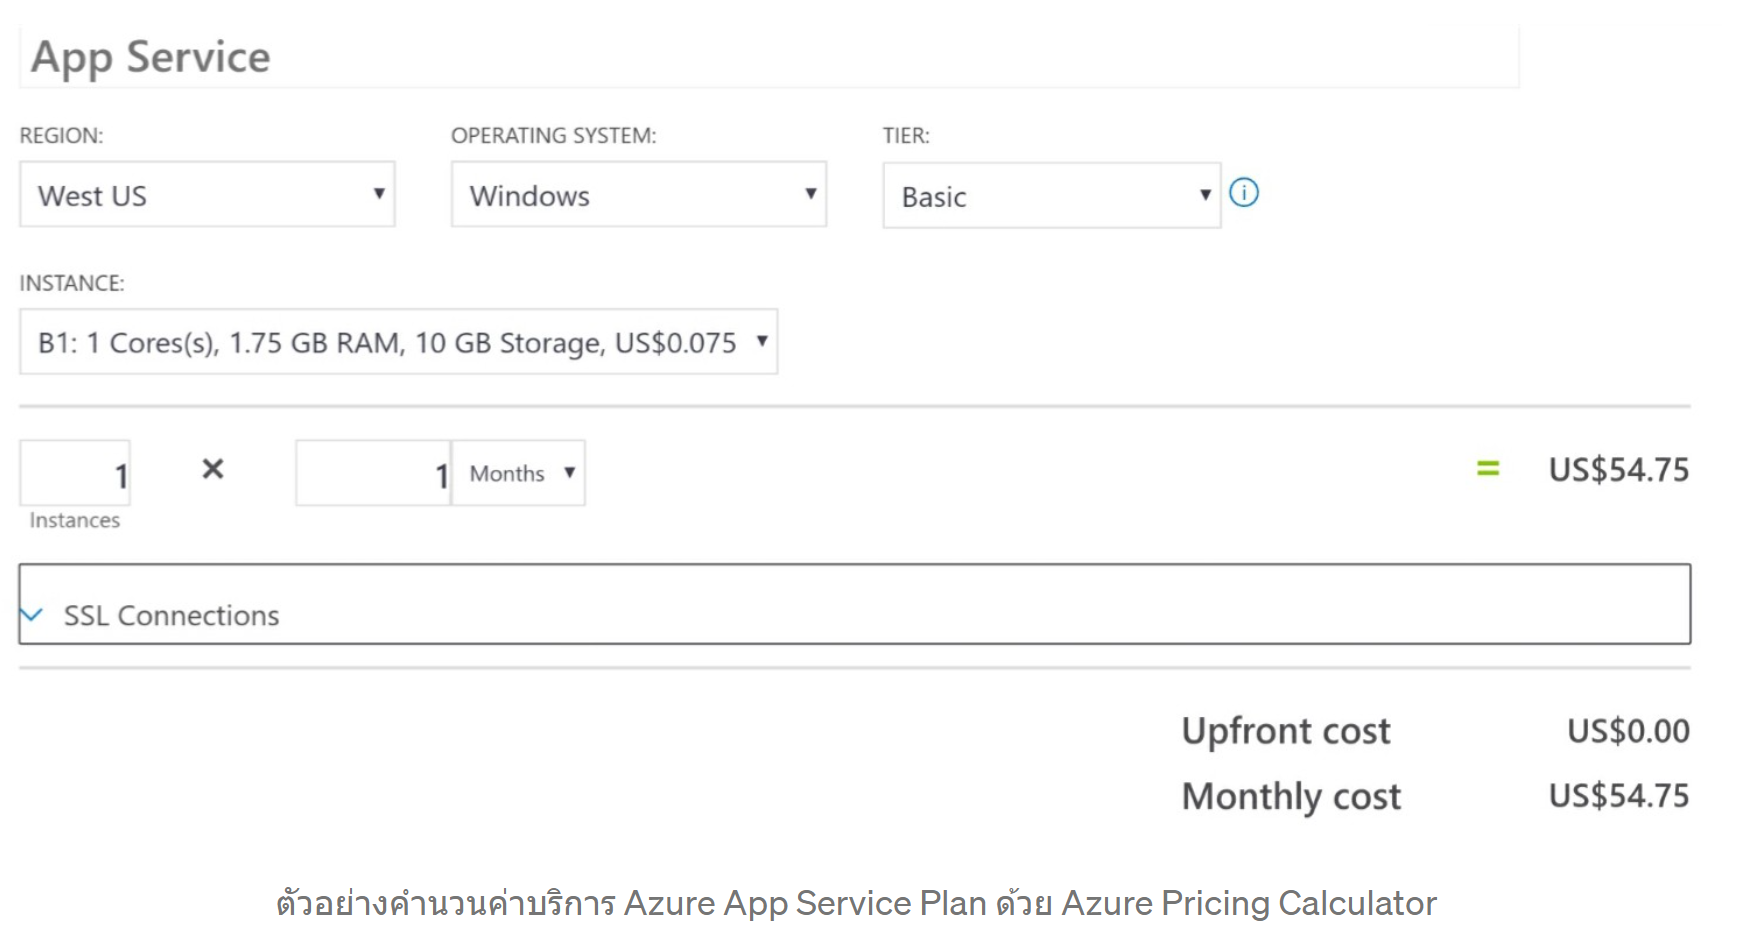 App Service
REGION: OPERATING SYSTEM: TIER:
West US Windows Basic
INSTANCE:
B1: 1 Cores(s), 1.75 GB RAM, 10 GB Storage, US$0.075
1 × 1 Months = US$54.75
Instances
SSL Connections
Upfront cost US$0.00
Monthly cost US$54.75
ตัวอย่างคำนวนค่าบริการ Azure App Service Plan ด้วย Azure Pricing Calculator